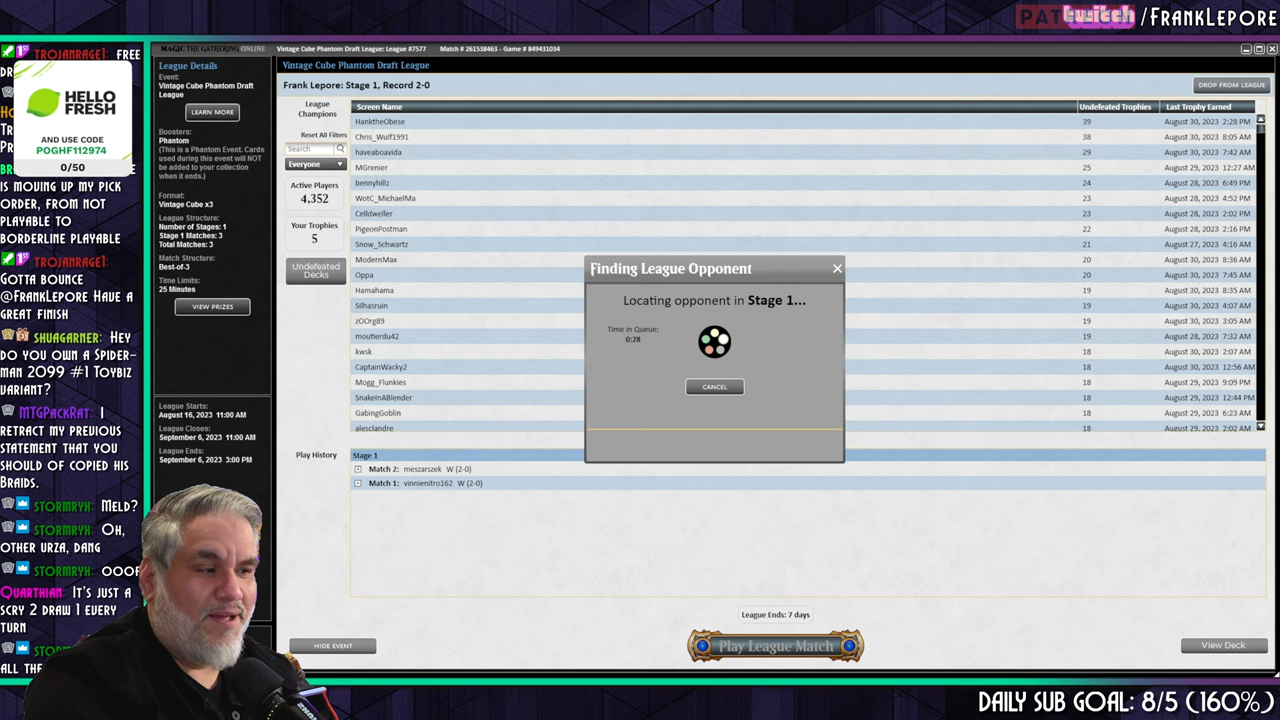 twitch /FrankLepore
TROJANRAGE1: FREE
HELLO
FRESH
AND USE CODE
POGHF112974
0/50
IS MOVING UP MY PICK
ORDER, FROM NOT
PLAYABLE TO
BORDERLINE PLAYABLE
TROJANRAGE1:
GOTTA BOUNCE
@FRANKLEPORE HAVE A
GREAT FINISH
SHUAGARNER: HEY
DO YOU OWN A SPIDER-
MAN 2099 #1 TOYBIZ
VARIANT?
MTGPACKRAT: I
RETRACT MY PREVIOUS
STATEMENT THAT YOU
SHOULD OF COPIED HIS
BRAIDS.
STORMRYK: MELD?
STORMRYK: OH,
OTHER URZA, DANG
STORMRYK: OOOF
QUARTHIAN: IT'S JUST A
SCRY 2 DRAW 1 EVERY
TURN
ALL THE
MAGIC THE GATHERING ONLINE Vintage Cube Phantom Draft League: League #7577 Match # 261538463 - Game # 849431034
League Details
Event:
Vintage Cube Phantom Draft
League
LEARN MORE
Boosters:
Phantom
(This is a Phantom Event. Cards
used during this event will NOT
be added to your collection
when it ends.)
Format:
Vintage Cube x3
League Structure:
Number of Stages: 1
Stage 1 Matches: 3
Total Matches: 3
Match Structure:
Best-of-3
Time Limits:
25 Minutes
VIEW PRIZES
League Starts:
August 16, 2023 11:00 AM
League Closes:
September 6, 2023 11:00 AM
League Ends:
September 6, 2023 3:00 PM
Vintage Cube Phantom Draft League
Frank Lepore: Stage 1, Record 2-0
DROP FROM LEAGUE
League
Champions
Reset All Filters
Search
Everyone
Active Players
4,352
Your Trophies
5
Undefeated
Decks
Screen Name Undefeated Trophies Last Trophy Earned
HanktheObese 39 August 30, 2023 2:28 PM
Chris_Wulf1991 38 August 30, 2023 8:05 AM
haveaboavida 29 August 30, 2023 7:42 AM
MGrenier 25 August 29, 2023 12:27 AM
bennyhillz 24 August 28, 2023 6:49 PM
WotC_MichaelMa 23 August 28, 2023 4:52 PM
Celldweller 23 August 28, 2023 2:02 PM
PigeonPostman 22 August 28, 2023 2:16 PM
Snow_Schwartz 21 August 27, 2023 4:16 AM
ModernMax 20 August 30, 2023 8:36 AM
Oppa 20 August 30, 2023 7:45 AM
Hamahama 19 August 30, 2023 8:35 AM
Silhasruin 19 August 30, 2023 4:07 AM
zOOrg89 19 August 30, 2023 3:05 AM
moutierdu42 19 August 28, 2023 7:32 AM
kwsk 18 August 30, 2023 2:07 AM
CaptainWacky2 18 August 30, 2023 12:56 AM
Mogg_Flunkies 18 August 29, 2023 9:09 PM
SnakeInABlender 18 August 29, 2023 12:44 PM
GabingGoblin 18 August 29, 2023 6:23 AM
alesclandre 18 August 29, 2023 2:02 AM
Finding League Opponent
Locating opponent in Stage 1...
Time in Queue:
0:28
CANCEL
Play History
Stage 1
Match 2: meszarszek W (2-0)
Match 1: vinnienitro162 W (2-0)
League Ends: 7 days
HIDE EVENT
Play League Match
View Deck
DAILY SUB GOAL: 8/5 (160%)